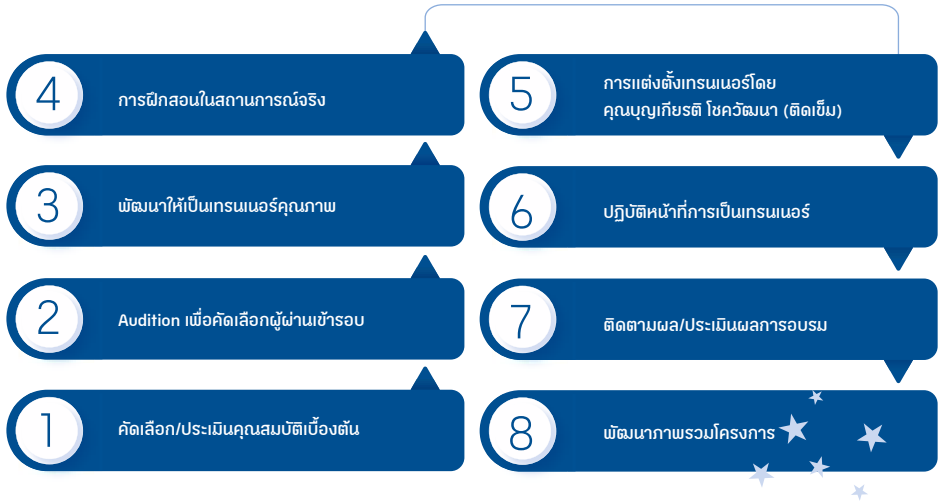 4
การฝึกสอนในสถานการณ์จริง
3
พัฒนาให้เป็นเทรนเนอร์คุณภาพ
2
Audition เพื่อคัดเลือกผู้ผ่านเข้ารอบ
1
คัดเลือก/ประเมินคุณสมบัติเบื้องต้น
5
การแต่งตั้งเทรนเนอร์โดย
คุณบุญเกียรติ โชควัฒนา (ติดเข็ม)
6
ปฏิบัติหน้าที่การเป็นเทรนเนอร์
7
ติดตามผล/ประเมินผลการอบรม
8
พัฒนาภาพรวมโครงการ